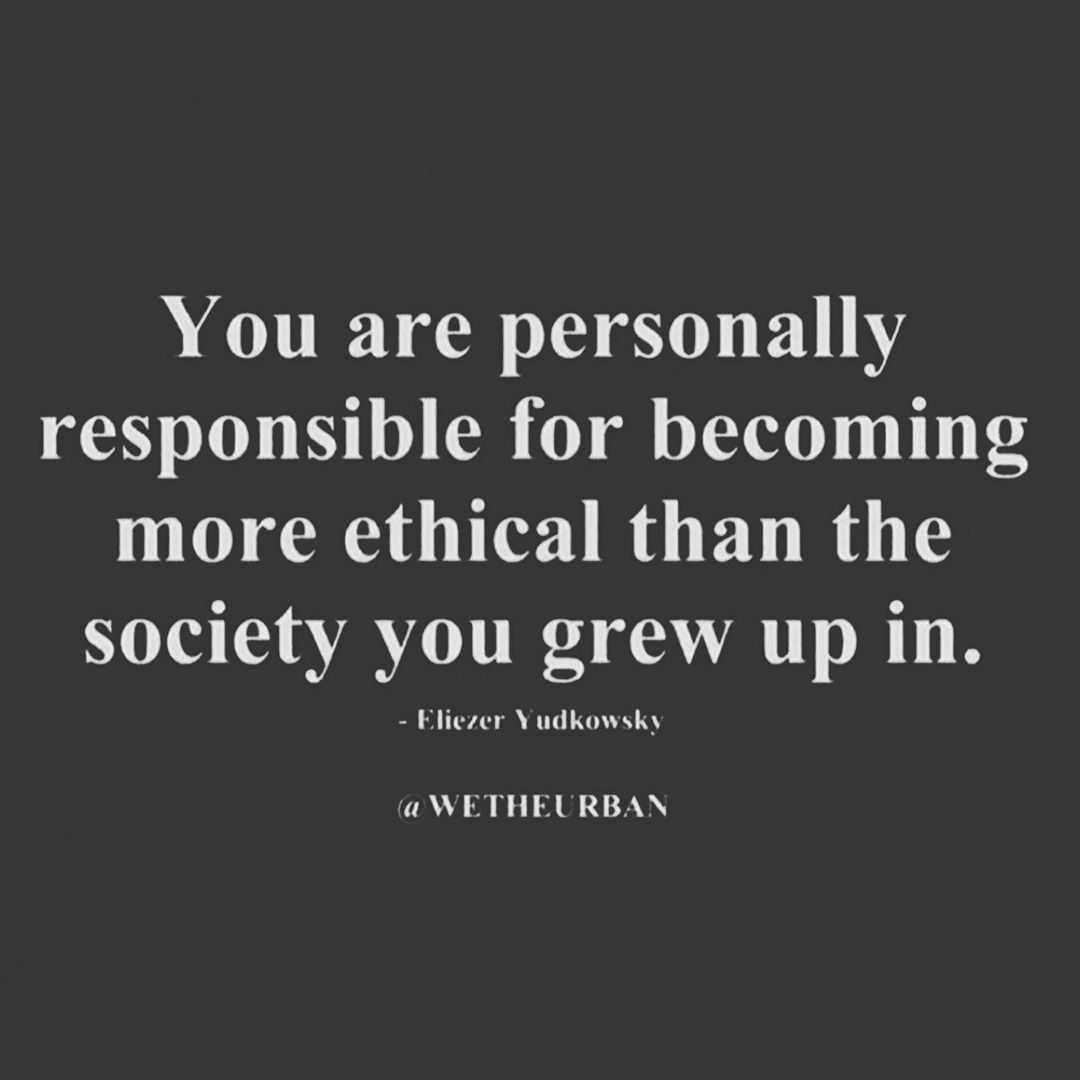 You are personally
responsible for becoming
more ethical than the
society you grew up in.
- Eliezer Yudkowsky
@WETHEURBAN